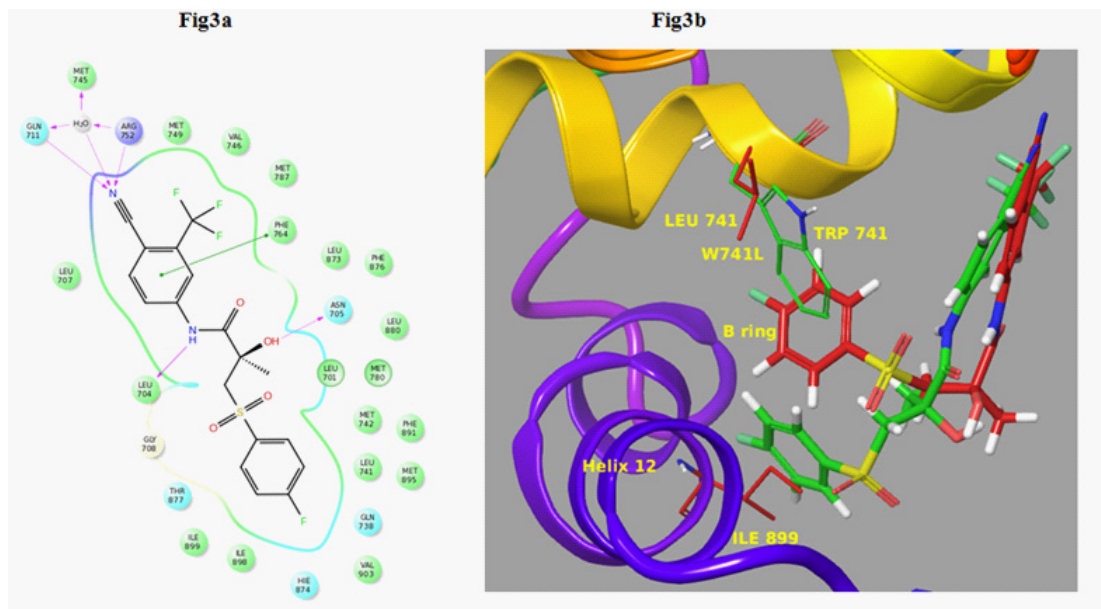 Fig3a
Fig3b
MET
745
GLN
711
H₂O
ARG
752
MET
749
VAL
746
MET
787
N
F
F
F
PHE
764
LEU
873
PHE
876
LEU
707
ASN
705
LEU
880
O
OH
N
H
LEU
704
LEU
701
MET
780
O
S
O
GLY
708
MET
742
PHE
891
LEU
741
MET
895
THR
877
GLN
738
F
ILE
899
ILE
898
VAL
903
HIE
874
LEU 741
TRP 741
W741L
B ring
Helix 12
ILE 899